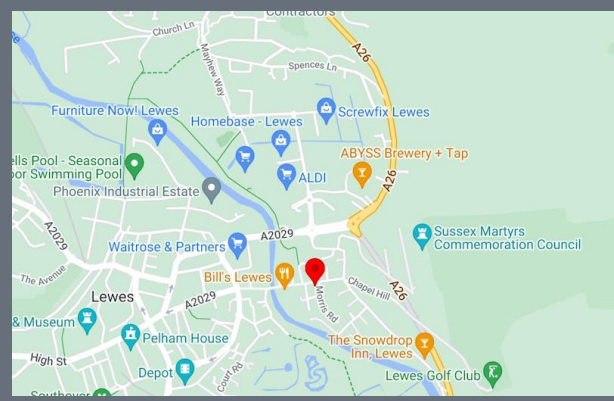 Contractors
Church Ln
A26
Mayhew Way
Spences Ln
Furniture Now! Lewes
Homebase - Lewes
Screwfix Lewes
ells Pool - Seasonal
oor Swimming Pool
ABYSS Brewery + Tap
ALDI
A26
Phoenix Industrial Estate
A2029
A2029
Sussex Martyrs
Commemoration Council
Waitrose & Partners
The Avenue
Bill's Lewes
Chapel Hill
A26
Lewes
A2029
Morris Rd
& Museum
Pelham House
The Snowdrop
Inn, Lewes
High St
Depot
Court Rd
Lewes Golf Club
Southover